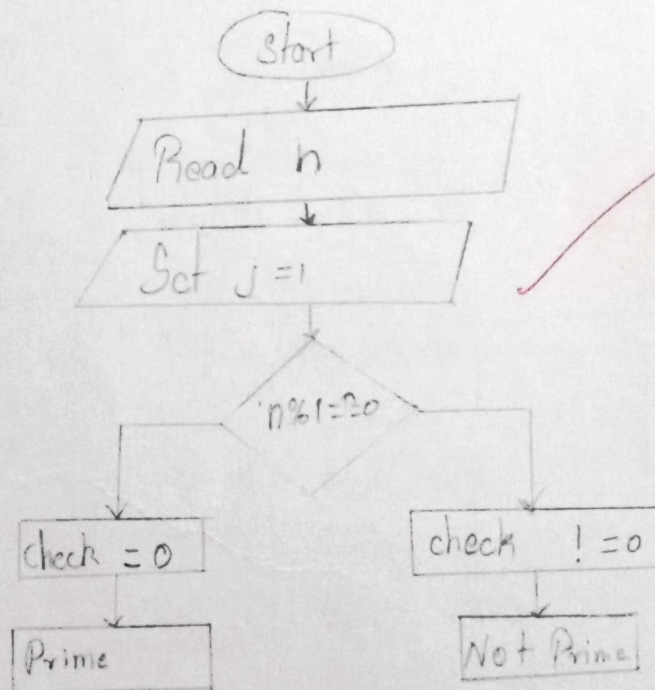 Start
Read n
Set j =1
n%1==0
check = 0
check ! =0
Prime
Not Prime